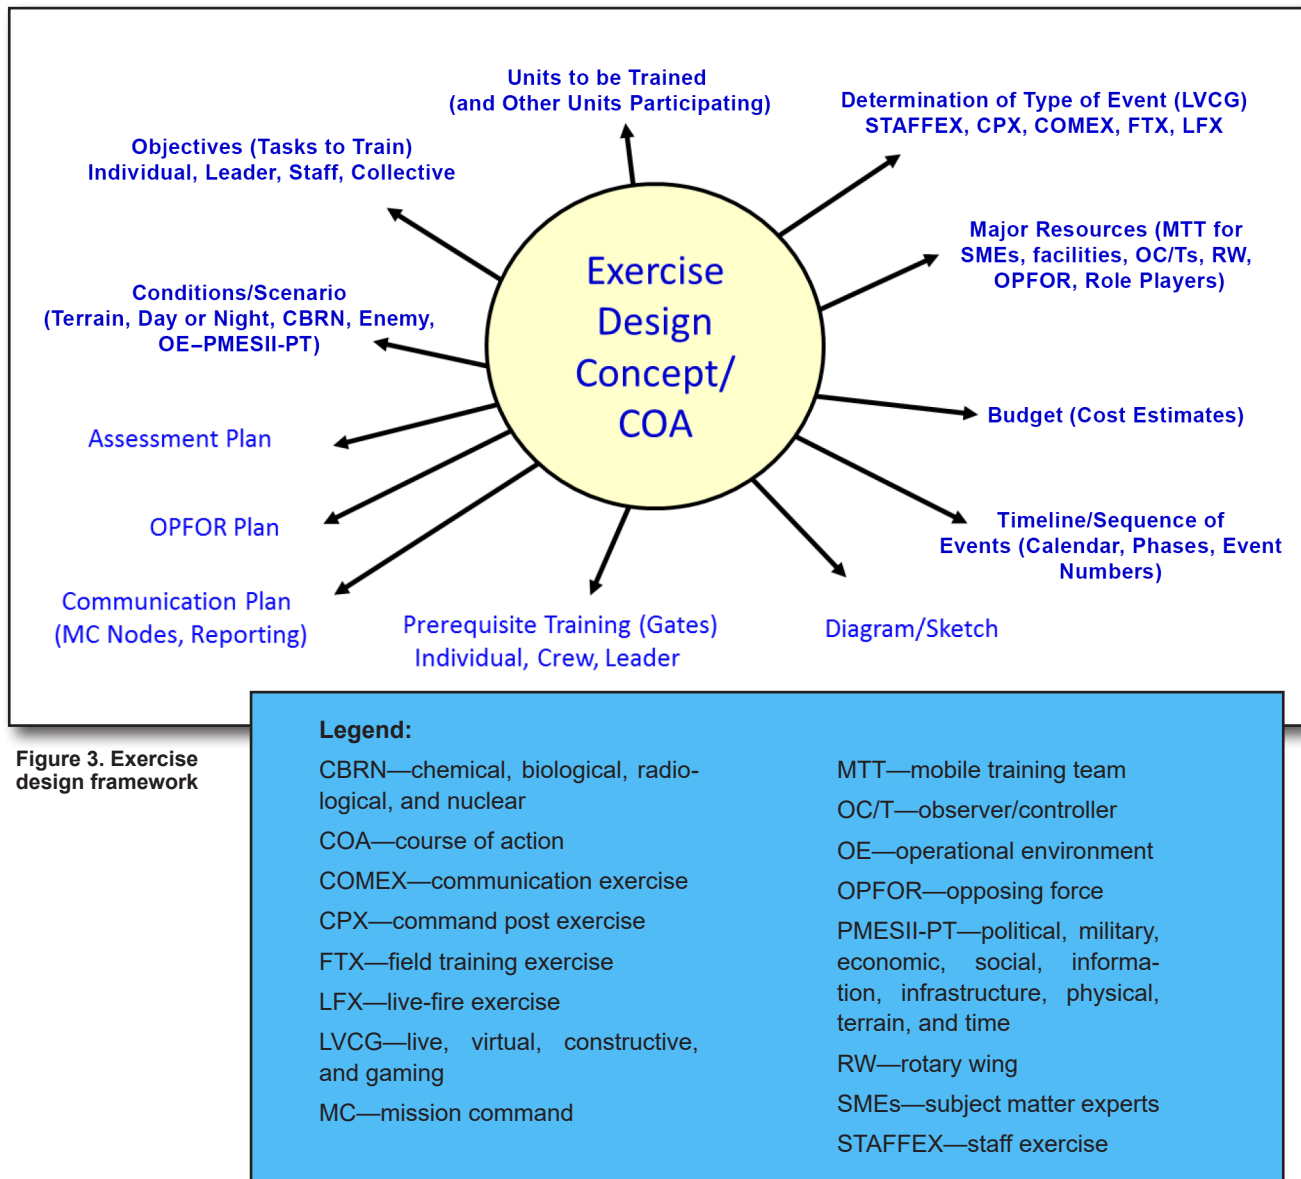 Units to be Trained
(and Other Units Participating)
Determination of Type of Event (LVCG)
STAFFEX, CPX, COMEX, FTX, LFX
Objectives (Tasks to Train)
Individual, Leader, Staff, Collective
Major Resources (MTT for
SMEs, facilities, OC/Ts, RW,
OPFOR, Role Players)
Exercise
Design
Concept/
COA
Conditions/Scenario
(Terrain, Day or Night, CBRN, Enemy,
OE–PMESII-PT)
Budget (Cost Estimates)
Assessment Plan
OPFOR Plan
Timeline/Sequence of
Events (Calendar, Phases, Event
Numbers)
Communication Plan
(MC Nodes, Reporting)
Prerequisite Training (Gates)
Individual, Crew, Leader
Diagram/Sketch
Figure 3. Exercise
design framework
Legend:
CBRN—chemical, biological, radio-
logical, and nuclear
COA—course of action
COMEX—communication exercise
CPX—command post exercise
FTX—field training exercise
LFX—live-fire exercise
LVCG—live, virtual, constructive,
and gaming
MC—mission command
MTT—mobile training team
OC/T—observer/controller
OE—operational environment
OPFOR—opposing force
PMESII-PT—political, military,
economic, social, informa-
tion, infrastructure, physical,
terrain, and time
RW—rotary wing
SMEs—subject matter experts
STAFFEX—staff exercise